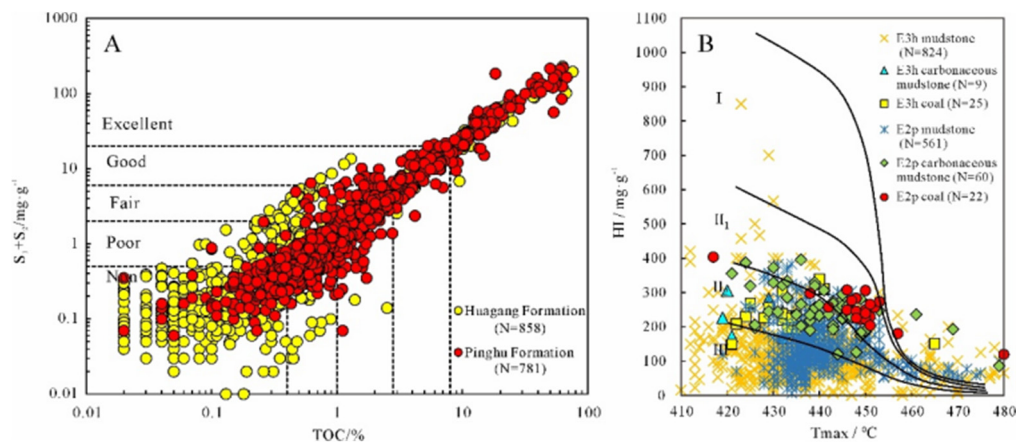 A
1000
100
10
1
0.1
0.01
S₁+S₂/mg·g⁻¹
Excellent
Good
Fair
Poor
Non
Huagang Formation
(N=858)
Pinghu Formation
(N=781)
0.01
0.1
1
10
100
TOC/%
B
1100
1000
900
800
700
600
500
400
300
200
100
0
HI / mg·g⁻¹
I
II₁
II
III
E3h mudstone
(N=824)
E3h carbonaceous
mudstone (N=9)
E3h coal (N=25)
E2p mudstone
(N=561)
E2p carbonaceous
mudstone (N=60)
E2p coal (N=22)
410
420
430
440
450
460
470
480
Tmax / ℃